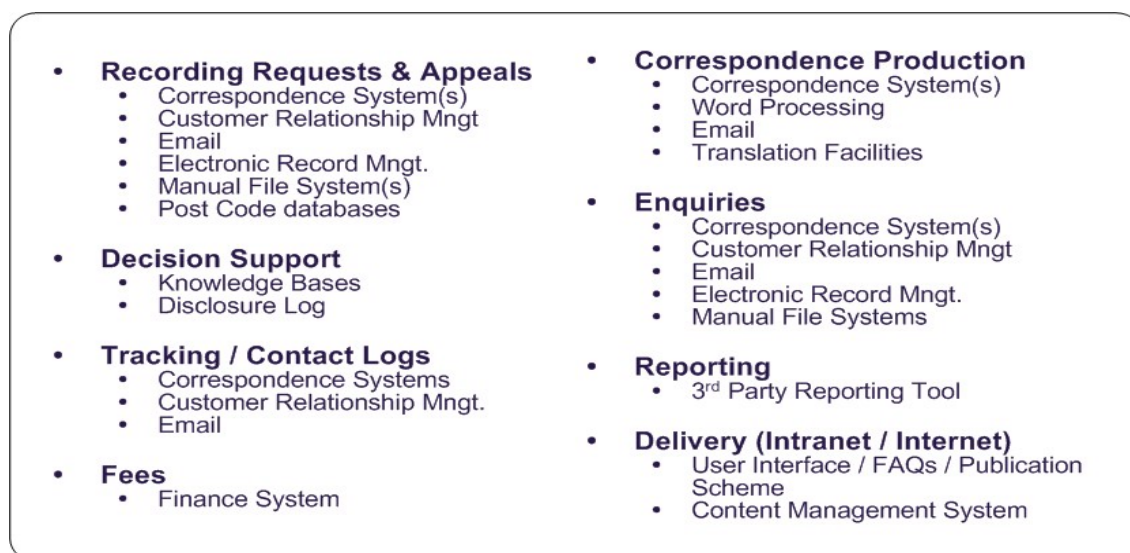 • Recording Requests & Appeals
• Correspondence System(s)
• Customer Relationship Mngt
• Email
• Electronic Record Mngt.
• Manual File System(s)
• Post Code databases
• Decision Support
• Knowledge Bases
• Disclosure Log
• Tracking / Contact Logs
• Correspondence Systems
• Customer Relationship Mngt.
• Email
• Fees
• Finance System
• Correspondence Production
• Correspondence System(s)
• Word Processing
• Email
• Translation Facilities
• Enquiries
• Correspondence System(s)
• Customer Relationship Mngt
• Email
• Electronic Record Mngt.
• Manual File Systems
• Reporting
• 3rd Party Reporting Tool
• Delivery (Intranet / Internet)
• User Interface / FAQs / Publication
Scheme
• Content Management System